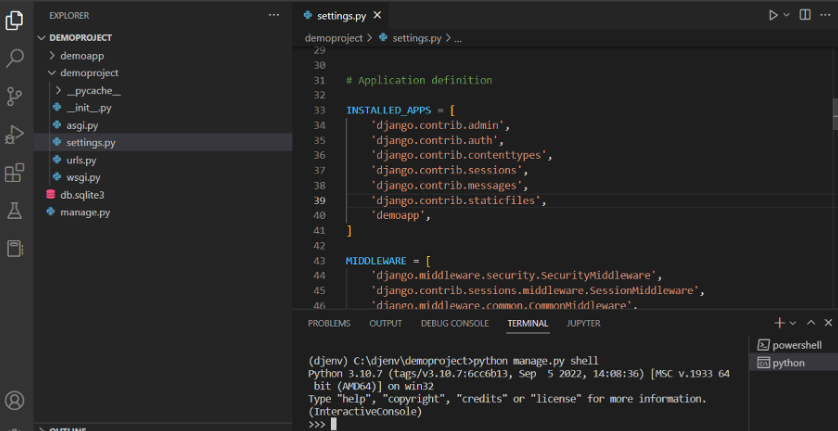 EXPLORER
···
DEMOPROJECT
demoapp
demoproject
__pycache__
__init__.py
asgi.py
settings.py
urls.py
wsgi.py
db.sqlite3
manage.py
OUTLINE
settings.py
demoproject > settings.py > ...
29
30
31 # Application definition
32
33 INSTALLED_APPS = [
34 'django.contrib.admin',
35 'django.contrib.auth',
36 'django.contrib.contenttypes',
37 'django.contrib.sessions',
38 'django.contrib.messages',
39 'django.contrib.staticfiles',
40 'demoapp',
41 ]
42
43 MIDDLEWARE = [
44 'django.middleware.security.SecurityMiddleware',
45 'django.contrib.sessions.middleware.SessionMiddleware',
46 'django.middleware.common.CommonMiddleware',
PROBLEMS OUTPUT DEBUG CONSOLE TERMINAL JUPYTER
(djenv) C:\djenv\demoproject>python manage.py shell
Python 3.10.7 (tags/v3.10.7:6cc6b13, Sep  5 2022, 14:08:36) [MSC v.1933 64
 bit (AMD64)] on win32
Type "help", "copyright", "credits" or "license" for more information.
(InteractiveConsole)
>>>
powershell
python